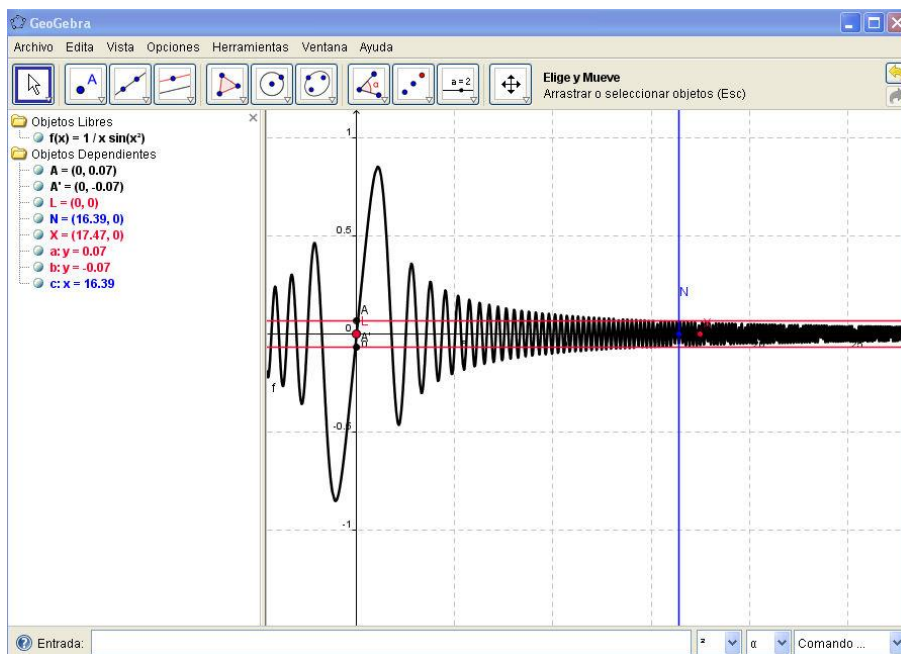 GeoGebra
Archivo Edita Vista Opciones Herramientas Ventana Ayuda
A
α
a=2
Elige y Mueve
Arrastrar o seleccionar objetos (Esc)
Objetos Libres
f(x) = 1 / x sin(x²)
Objetos Dependientes
A = (0, 0.07)
A' = (0, -0.07)
L = (0, 0)
N = (16.39, 0)
X = (17.47, 0)
a: y = 0.07
b: y = -0.07
c: x = 16.39
1
0.5
N
A
L
0
A'
f
-0.5
-1
Entrada:
²
α
Comando ...